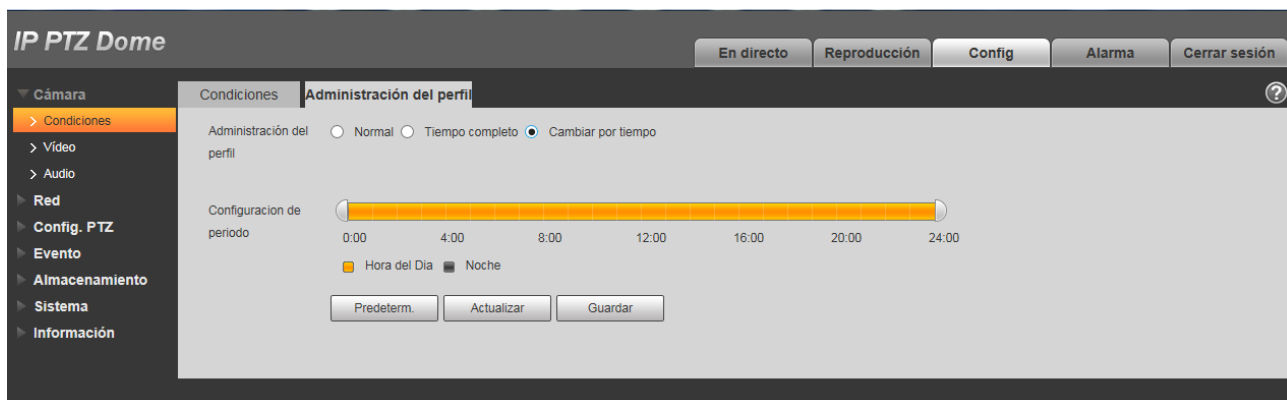 IP PTZ Dome
En directo Reproducción Config Alarma Cerrar sesión
Cámara
Condiciones
Vídeo
Audio
Red
Config. PTZ
Evento
Almacenamiento
Sistema
Información
Condiciones Administración del perfil
Administración del perfil
Normal Tiempo completo Cambiar por tiempo
Configuracion de periodo
0:00 4:00 8:00 12:00 16:00 20:00 24:00
Hora del Dia Noche
Predeterm. Actualizar Guardar